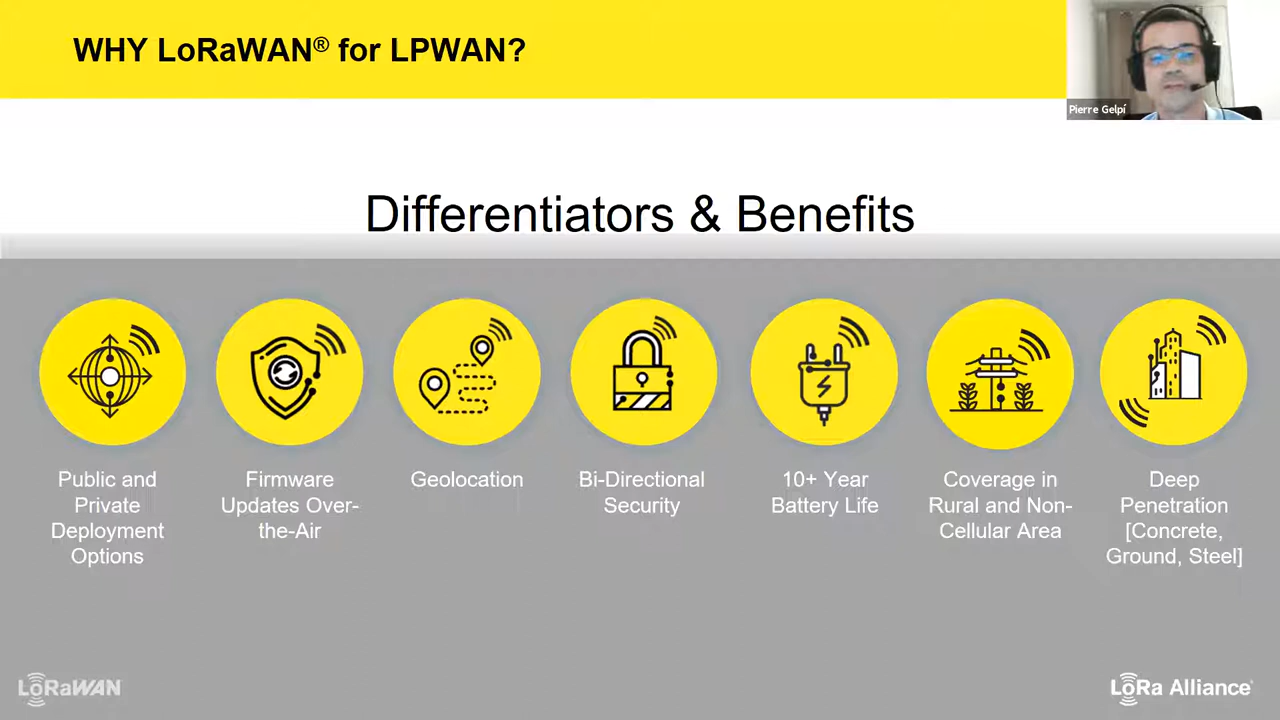 WHY LoRaWAN® for LPWAN?
Pierre Gelpí
Differentiators & Benefits
Public and
Private
Deployment
Options
Firmware
Updates Over-
the-Air
Geolocation
Bi-Directional
Security
10+ Year
Battery Life
Coverage in
Rural and Non-
Cellular Area
Deep
Penetration
[Concrete,
Ground, Steel]
LoRaWAN
LoRa Alliance